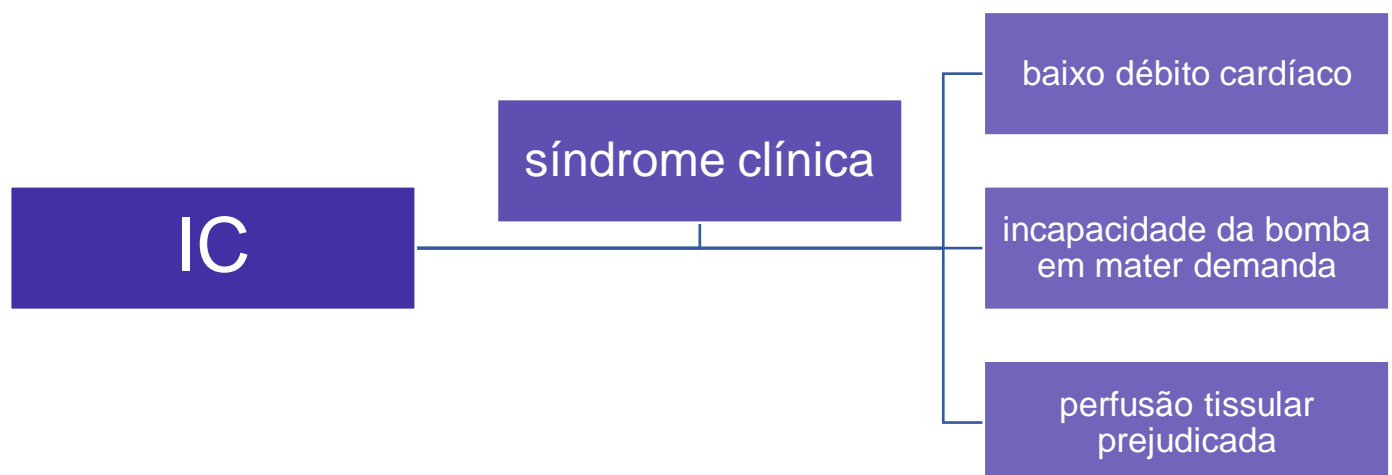 IC
síndrome clínica
baixo débito cardíaco
incapacidade da bomba
em mater demanda
perfusão tissular
prejudicada